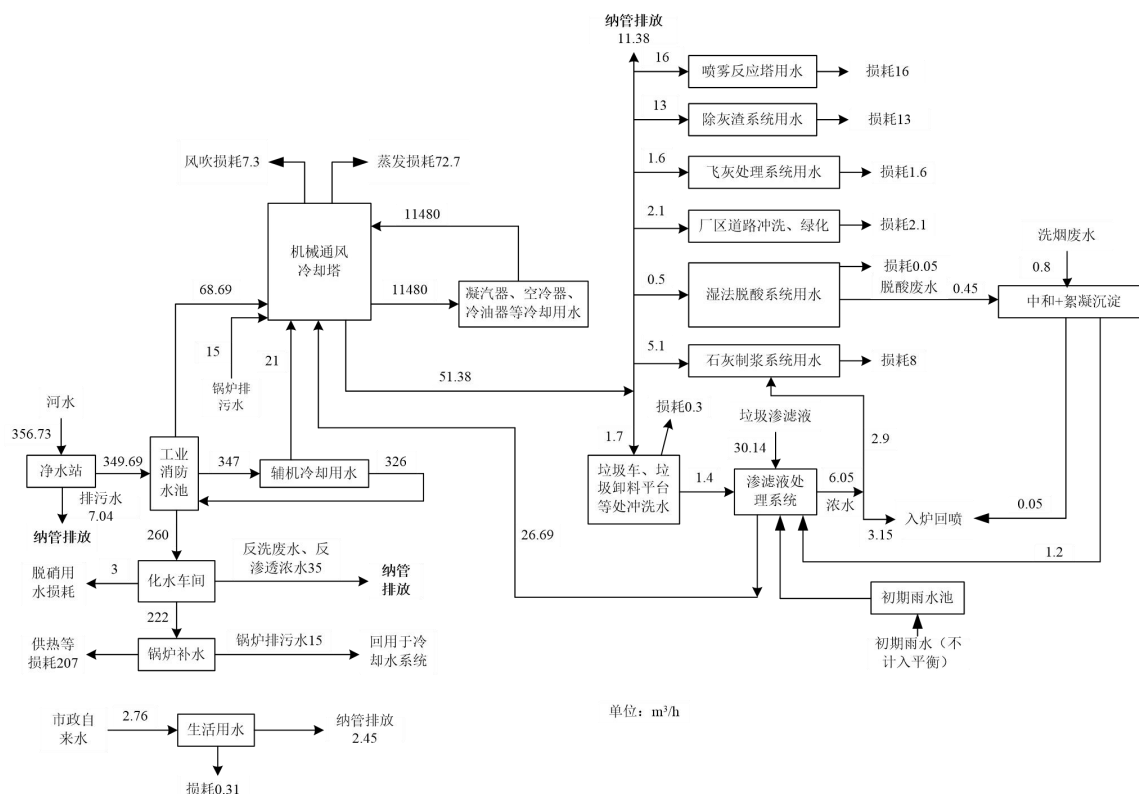 纳管排放
11.38
16
喷雾反应塔用水
损耗16
13
除灰渣系统用水
损耗13
风吹损耗7.3
蒸发损耗72.7
1.6
飞灰处理系统用水
损耗1.6
11480
2.1
厂区道路冲洗、绿化
损耗2.1
机械通风
冷却塔
洗烟废水
0.8
损耗0.05
脱酸废水
0.5
湿法脱酸系统用水
0.45
中和+絮凝沉淀
68.69
11480
凝汽器、空冷器、
冷油器等冷却用水
15
锅炉排
污水
21
5.1
石灰制浆系统用水
损耗8
51.38
河水
356.73
净水站
349.69
排污水
7.04
纳管排放
工业
消防
水池
347
辅机冷却用水
326
损耗0.3
垃圾渗滤液
30.14
2.9
1.7
垃圾车、垃
圾卸料平台
等处冲洗水
1.4
渗滤液处
理系统
6.05
浓水
入炉回喷
3.15
0.05
26.69
1.2
260
脱硝用
水损耗
3
化水车间
反洗废水、反
渗透浓水35
纳管
排放
初期雨水池
初期雨水（不
计入平衡）
222
供热等
损耗207
锅炉补水
锅炉排污水15
回用于冷
却水系统
市政自
来水
2.76
生活用水
纳管排放
2.45
损耗0.31
单位：m³/h